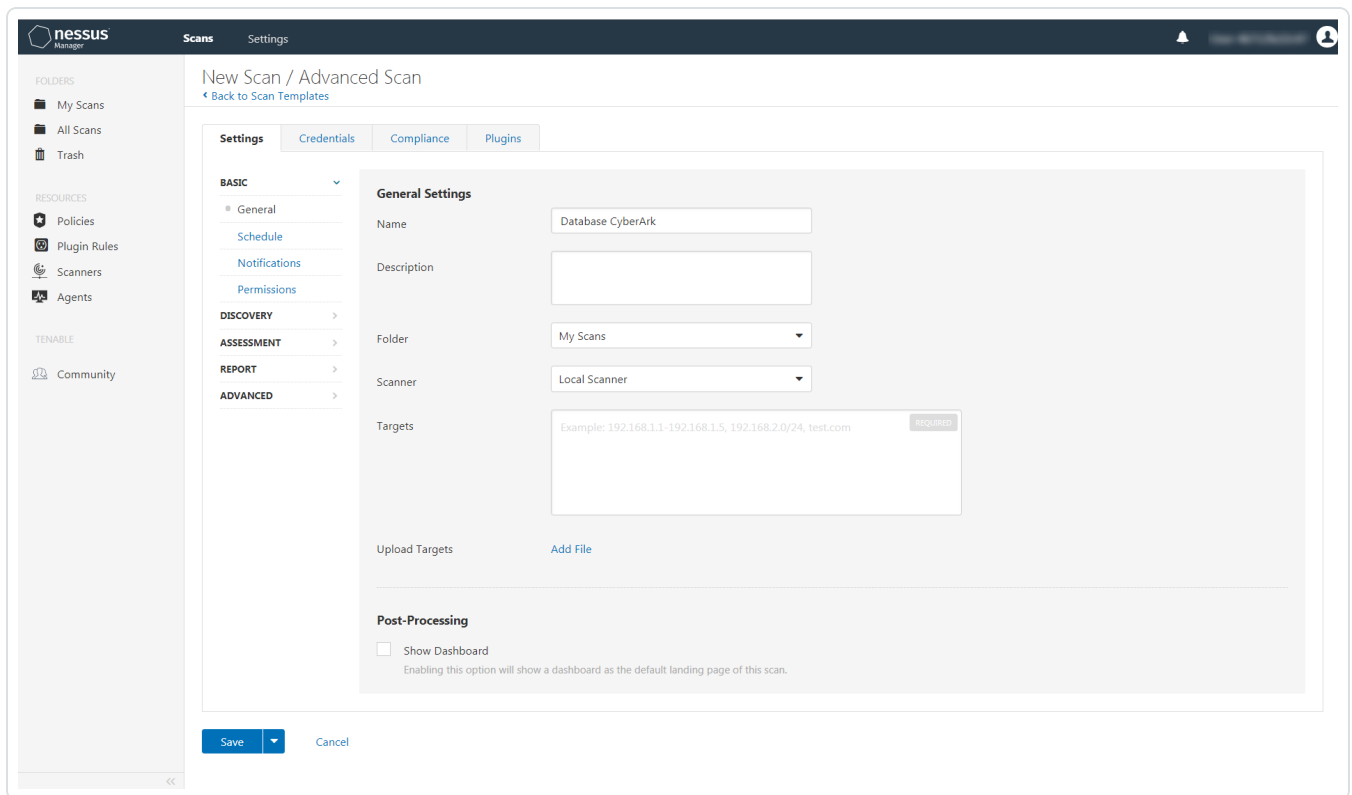 nessus
Manager
Scans
Settings
FOLDERS
My Scans
All Scans
Trash
RESOURCES
Policies
Plugin Rules
Scanners
Agents
TENABLE
Community
New Scan / Advanced Scan
Back to Scan Templates
Settings
Credentials
Compliance
Plugins
BASIC
General
Schedule
Notifications
Permissions
DISCOVERY
ASSESSMENT
REPORT
ADVANCED
General Settings
Name
Database CyberArk
Description
Folder
My Scans
Scanner
Local Scanner
Targets
Example: 192.168.1.1-192.168.1.5, 192.168.2.0/24, test.com
REQUIRED
Upload Targets
Add File
Post-Processing
Show Dashboard
Enabling this option will show a dashboard as the default landing page of this scan.
Save
Cancel